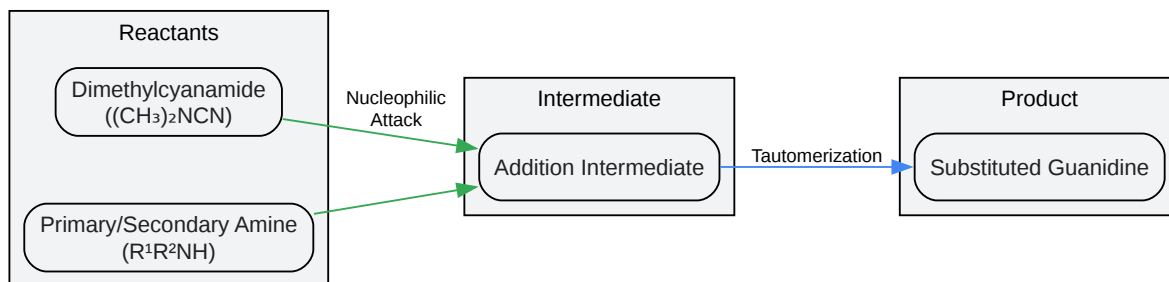 Reactants
Dimethylcyanamide
((CH₃)₂NCN)
Primary/Secondary Amine
(R¹R²NH)
Nucleophilic
Attack
Intermediate
Addition Intermediate
Tautomerization
Product
Substituted Guanidine